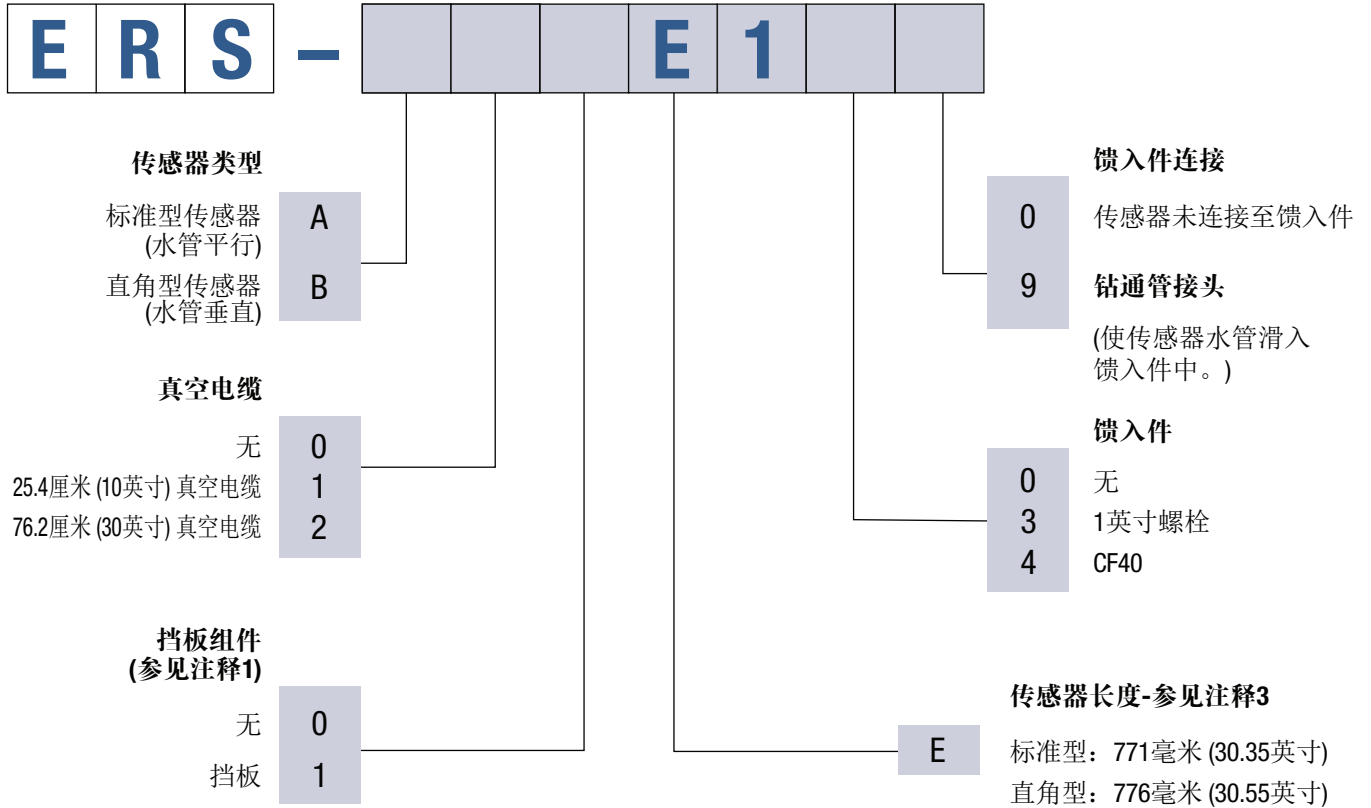 ERS – E1
传感器类型
标准型传感器 A
(水管平行)
直角型传感器 B
(水管垂直)
真空电缆
无 0
25.4厘米 (10英寸) 真空电缆 1
76.2厘米 (30英寸) 真空电缆 2
挡板组件
(参见注释1)
无 0
挡板 1
馈入件连接
0 传感器未连接至馈入件
9 钻通管接头
(使传感器水管滑入
馈入件中。)
馈入件
0 无
3 1英寸螺栓
4 CF40
传感器长度-参见注释3
E 标准型：771毫米 (30.35英寸)
直角型：776毫米 (30.55英寸)